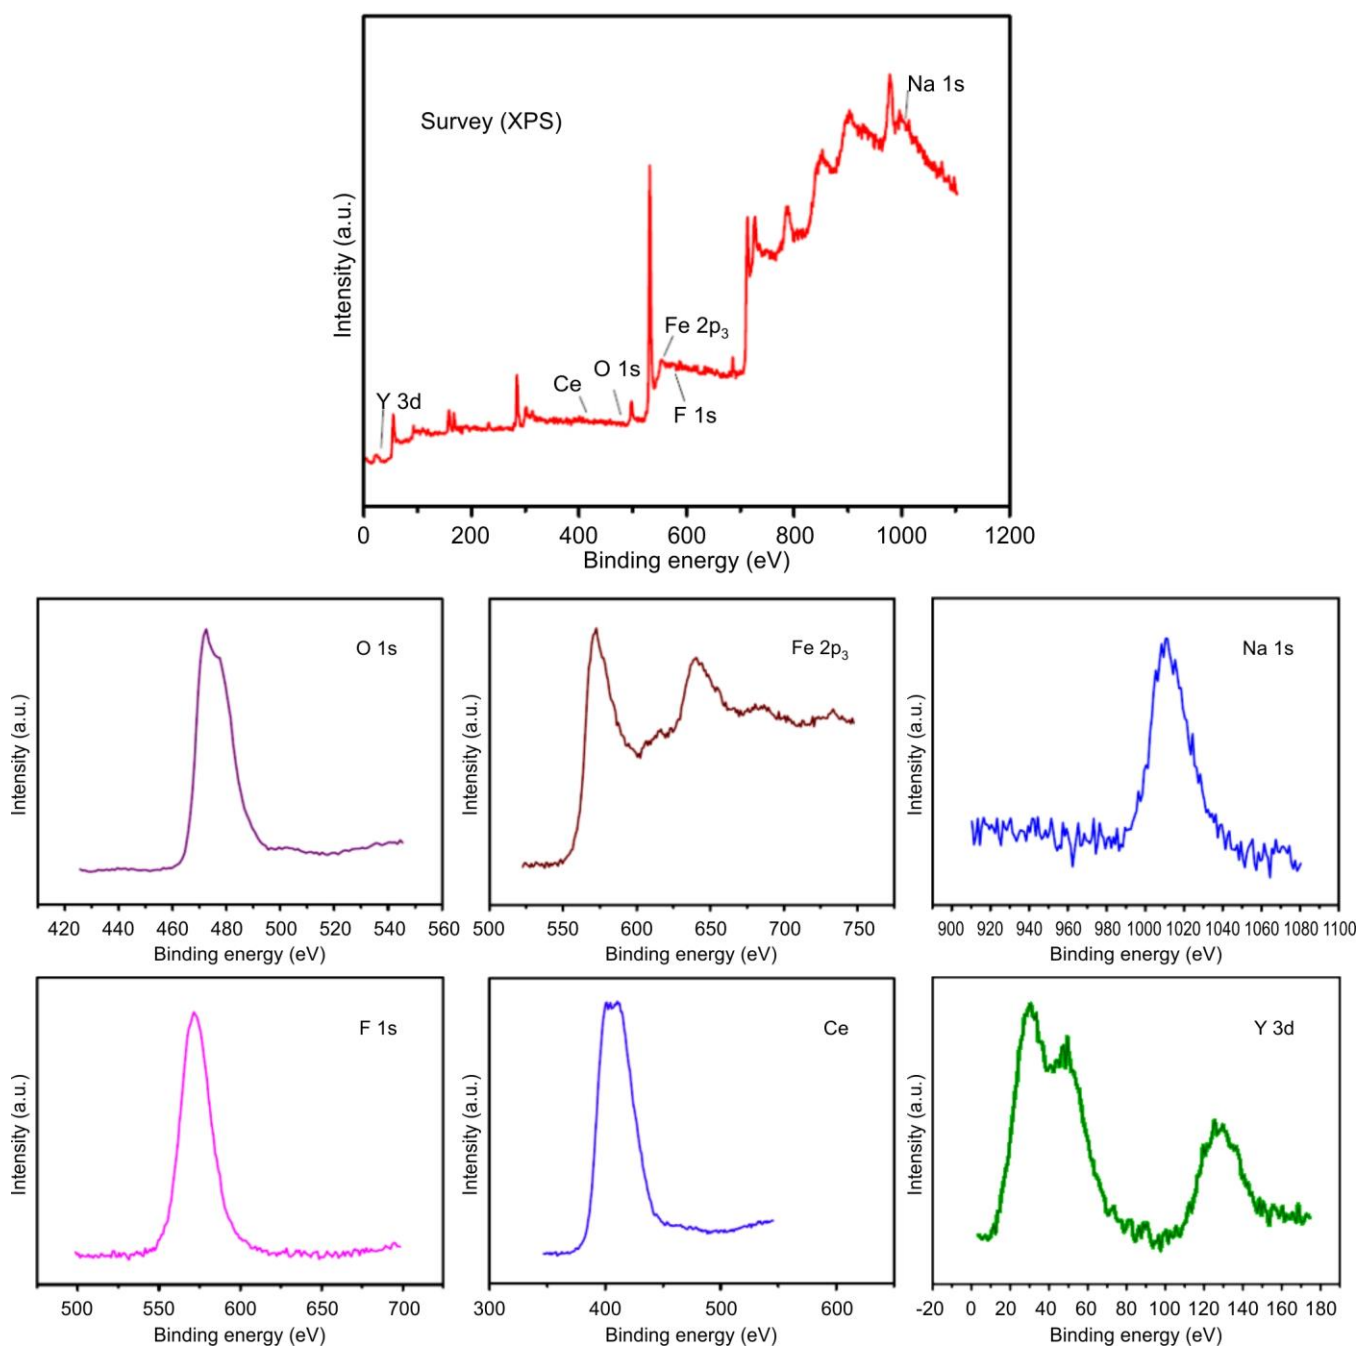 Survey (XPS)
Na 1s
Fe 2p₃
O 1s
Ce
F 1s
Y 3d
Intensity (a.u.)
0 200 400 600 800 1000 1200
Binding energy (eV)
O 1s
Intensity (a.u.)
420 440 460 480 500 520 540 560
Binding energy (eV)
Fe 2p₃
Intensity (a.u.)
500 550 600 650 700 750
Binding energy (eV)
Na 1s
Intensity (a.u.)
900 920 940 960 980 1000 1020 1040 1060 1080 1100
Binding energy (eV)
F 1s
Intensity (a.u.)
500 550 600 650 700
Binding energy (eV)
Ce
Intensity (a.u.)
300 400 500 600
Binding energy (eV)
Y 3d
Intensity (a.u.)
-20 0 20 40 60 80 100 120 140 160 180
Binding energy (eV)